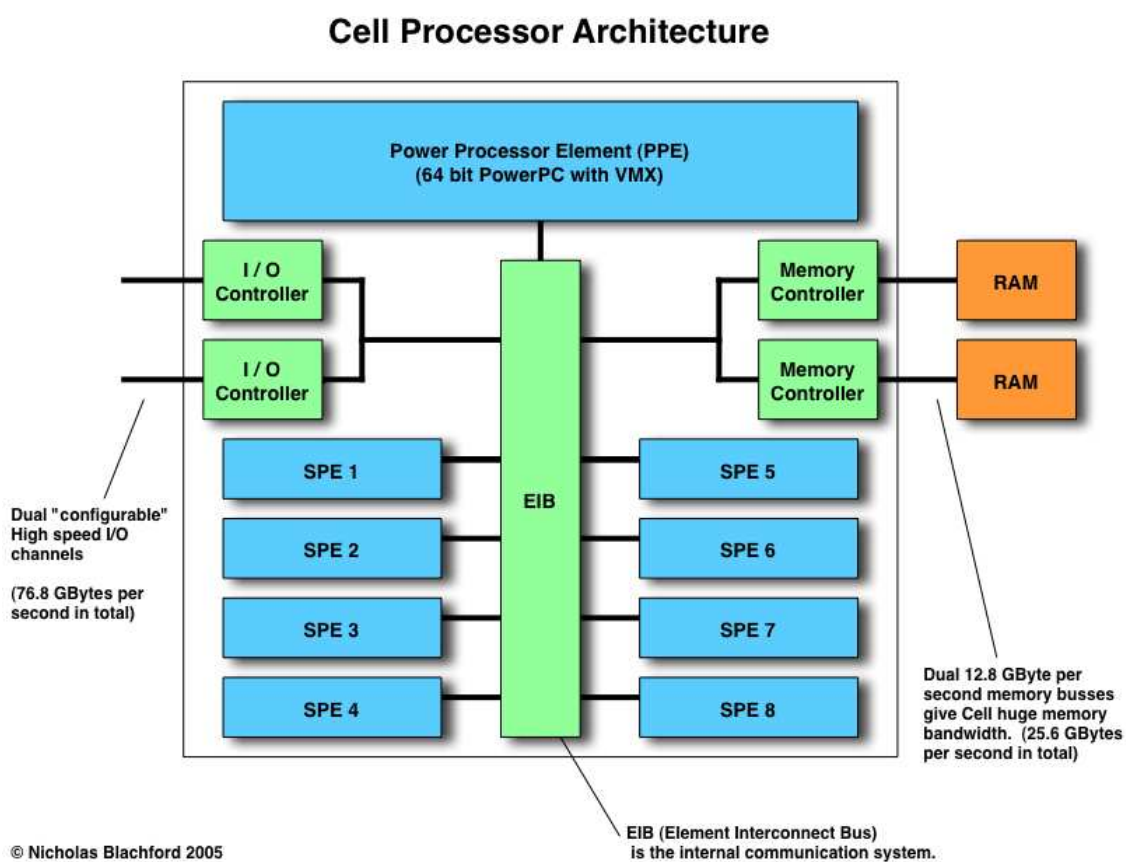 Cell Processor Architecture
Power Processor Element (PPE)
(64 bit PowerPC with VMX)
I / O
Controller
Memory
Controller
RAM
I / O
Controller
Memory
Controller
RAM
SPE 1
SPE 5
EIB
SPE 2
SPE 6
SPE 3
SPE 7
SPE 4
SPE 8
Dual "configurable"
High speed I/O
channels
(76.8 GBytes per
second in total)
Dual 12.8 GByte per
second memory busses
give Cell huge memory
bandwidth. (25.6 GBytes
per second in total)
EIB (Element Interconnect Bus)
is the internal communication system.
© Nicholas Blachford 2005